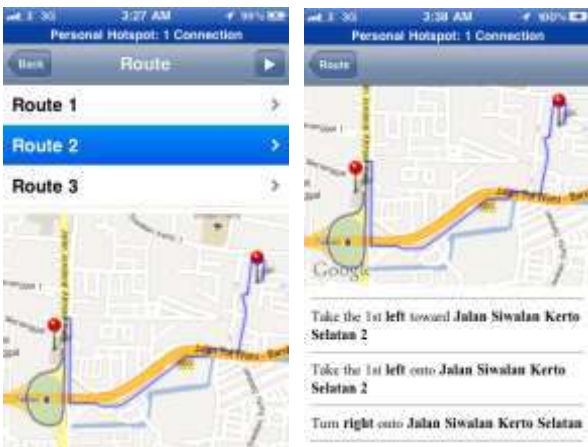 3G 3:27 AM
Personal Hotspot: 1 Connection
Back Route
Route 1
Route 2
Route 3
3G 3:38 AM 100%
Personal Hotspot: 1 Connection
Route
Google
Take the 1st left toward Jalan Siwalan Kerto
Selatan 2
Take the 1st left onto Jalan Siwalan Kerto
Selatan 2
Turn right onto Jalan Siwalan Kerto Selatan